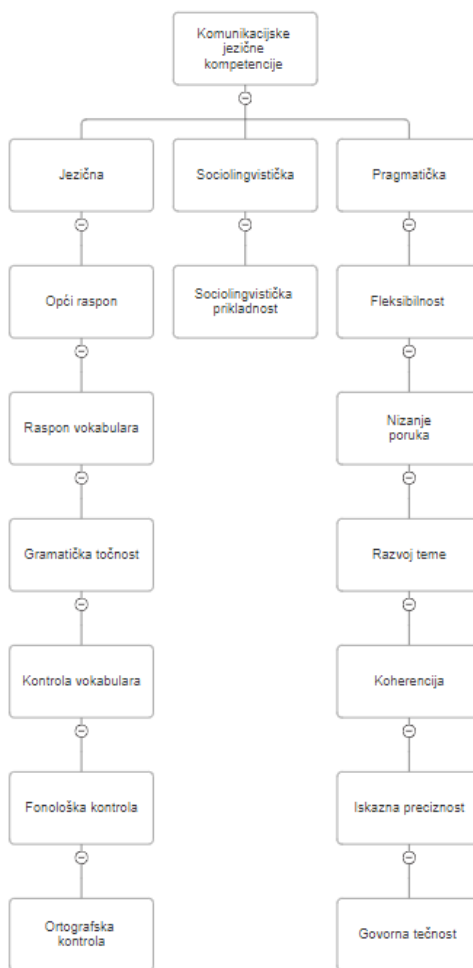 Komunikacijske
jezične
kompetencije
Jezična
Sociolingvistička
Pragmatička
Opći raspon
Sociolingvistička
prikladnost
Fleksibilnost
Raspon vokabulara
Nizanje
poruka
Gramatička točnost
Razvoj teme
Kontrola vokabulara
Koherencija
Fonološka kontrola
Iskazna preciznost
Ortografska
kontrola
Govorna tečnost